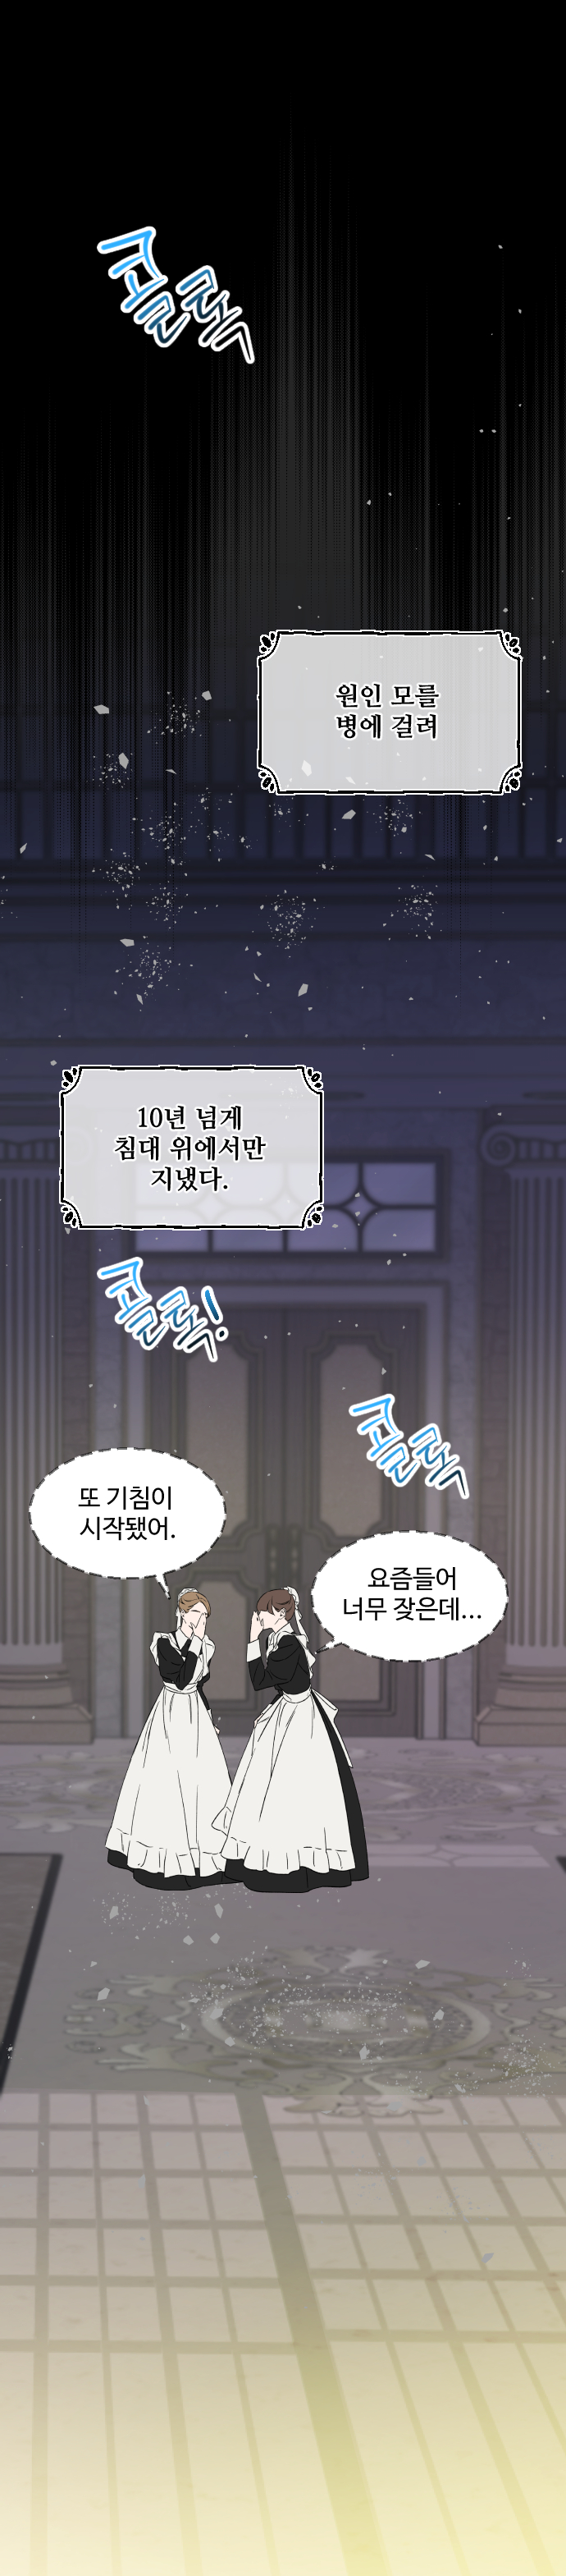 콜록
원인 모를
병에 걸려
10년 넘게
침대 위에서만
지냈다.
콜록!
콜록
또 기침이
시작됐어.
요즘들어
너무 잦은데...